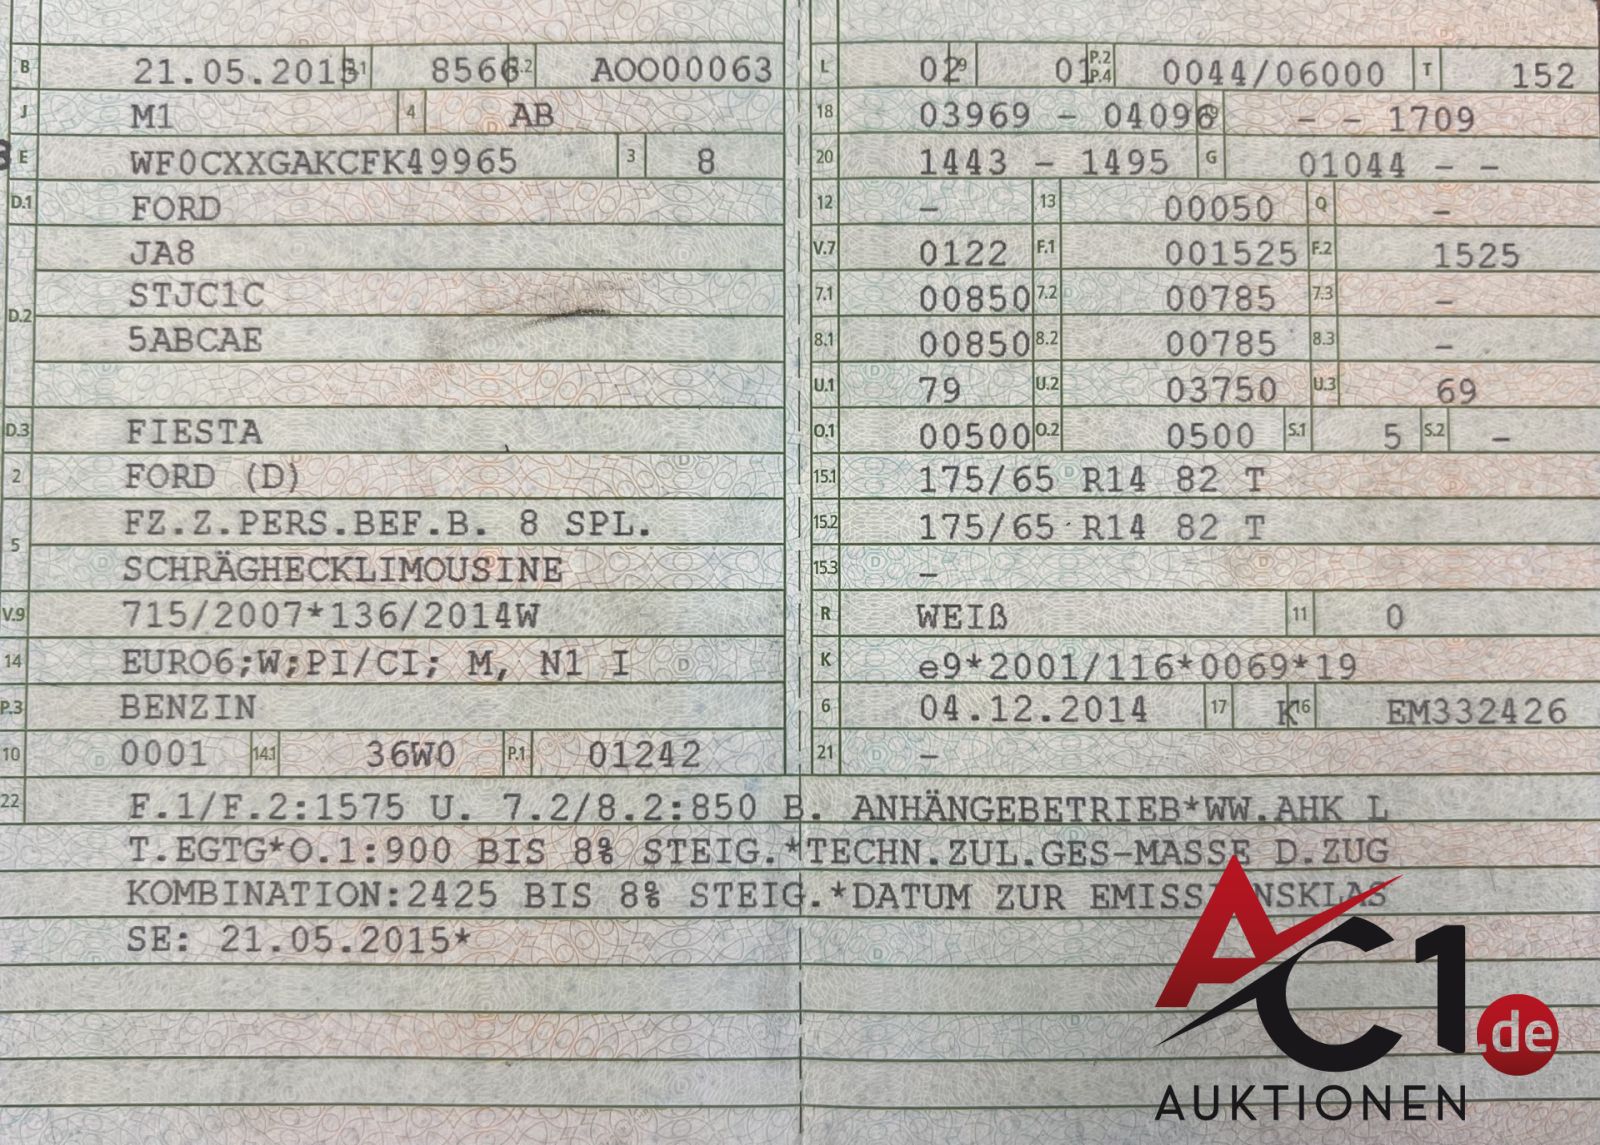 B 21.05.2015 2.1 8566 2.2 AOO00063
J M1 4 AB
E WF0CXXGAKCFK49965 3 8
D.1 FORD
JA8
D.2 STJC1C
5ABCAE
D.3 FIESTA
2 FORD (D)
5 FZ.Z.PERS.BEF.B. 8 SPL.
SCHRÄGHECKLIMOUSINE
V.9 715/2007*136/2014W
14 EURO6;W;PI/CI; M, N1 I
P.3 BENZIN
10 0001 14.1 36W0 P.1 01242
L 02 9 01 P.2 P.4 0044/06000 T 152
18 03969 - 04096 - - 1709
20 1443 - 1495 G 01044 - -
12 - 13 00050 Q -
V.7 0122 F.1 001525 F.2 1525
7.1 00850 7.2 00785 7.3 -
8.1 00850 8.2 00785 8.3 -
U.1 79 U.2 03750 U.3 69
O.1 00500 O.2 0500 S.1 5 S.2 -
15.1 175/65 R14 82 T
15.2 175/65 R14 82 T
15.3 -
R WEIß 11 0
K e9*2001/116*0069*19
6 04.12.2014 17 K 16 EM332426
21 -
22 F.1/F.2:1575 U. 7.2/8.2:850 B. ANHÄNGEBETRIEB*WW.AHK L
T.EGTG*O.1:900 BIS 8% STEIG.*TECHN.ZUL.GES-MASSE D.ZUG
KOMBINATION:2425 BIS 8% STEIG.*DATUM ZUR EMISSIONSKLAS
SE: 21.05.2015*
AC1.de
AUKTIONEN